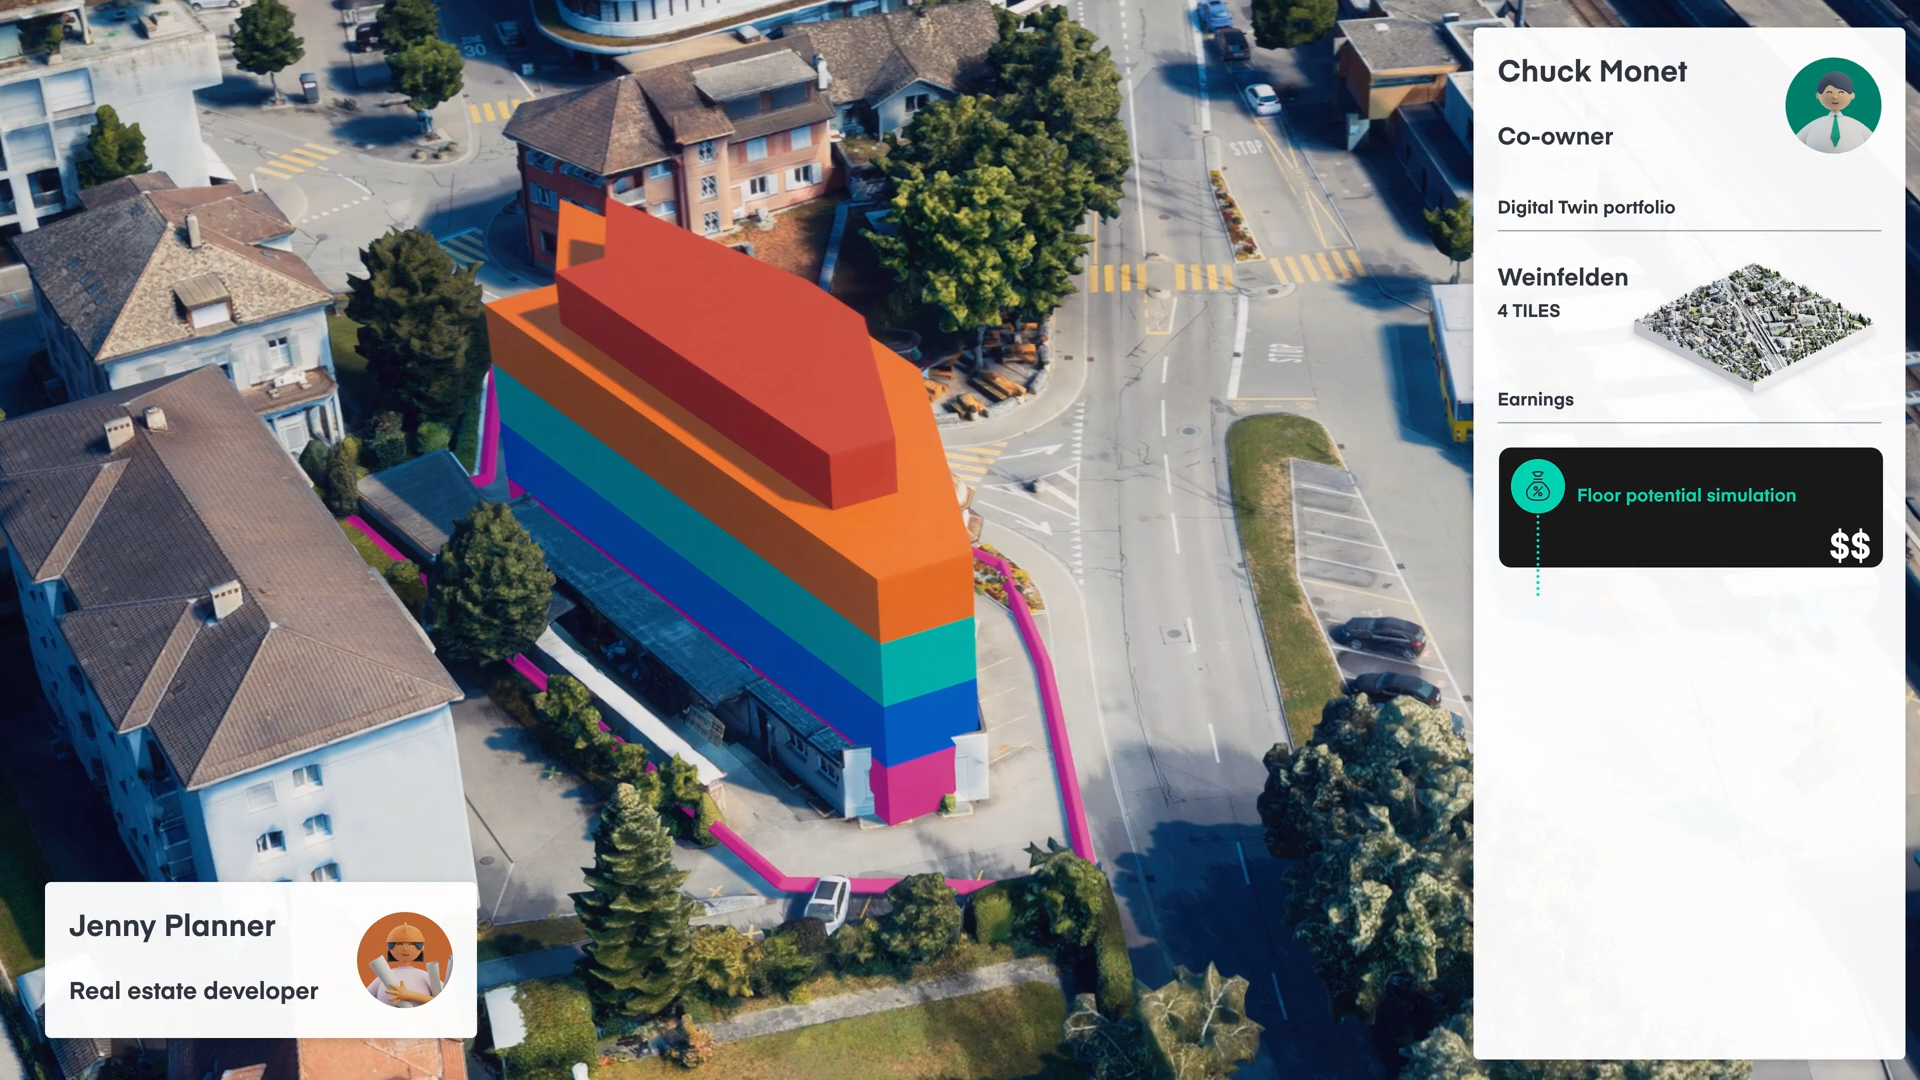 Chuck Monet
Co-owner
Digital Twin portfolio
Weinfelden
4 TILES
Earnings
Floor potential simulation
$$
Jenny Planner
Real estate developer
ZONE
30
STOP
STOP
%